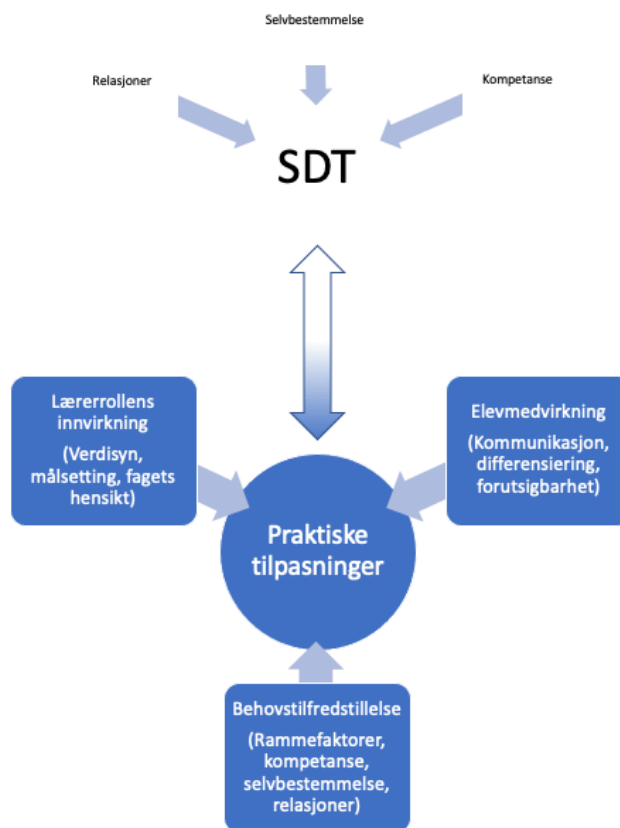 Selvbestemmelse
Relasjoner
Kompetanse
SDT
Lærerrollens
innvirkning
(Verdisyn,
målsetting, fagets
hensikt)
Elevmedvirkning
(Kommunikasjon,
differensiering,
forutsigbarhet)
Praktiske
tilpasninger
Behovstilfredstillelse
(Rammefaktorer,
kompetanse,
selvbestemmelse,
relasjoner)